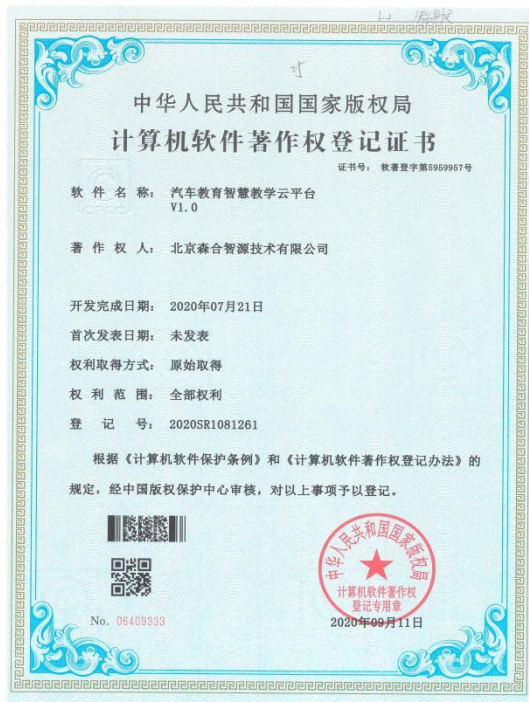 中华人民共和国国家版权局
计算机软件著作权登记证书
证书号： 软著登字第5959957号
软件名称： 汽车教育智慧教学云平台
V1.0
著作权人： 北京森合智源技术有限公司
开发完成日期： 2020年07月21日
首次发表日期： 未发表
权利取得方式： 原始取得
权利范围： 全部权利
登记号： 2020SR1081261
根据《计算机软件保护条例》和《计算机软件著作权登记办法》的
规定，经中国版权保护中心审核，对以上事项予以登记。
中华人民共和国国家版权局
计算机软件著作权
登记专用章
No. 06409333
2020年09月11日